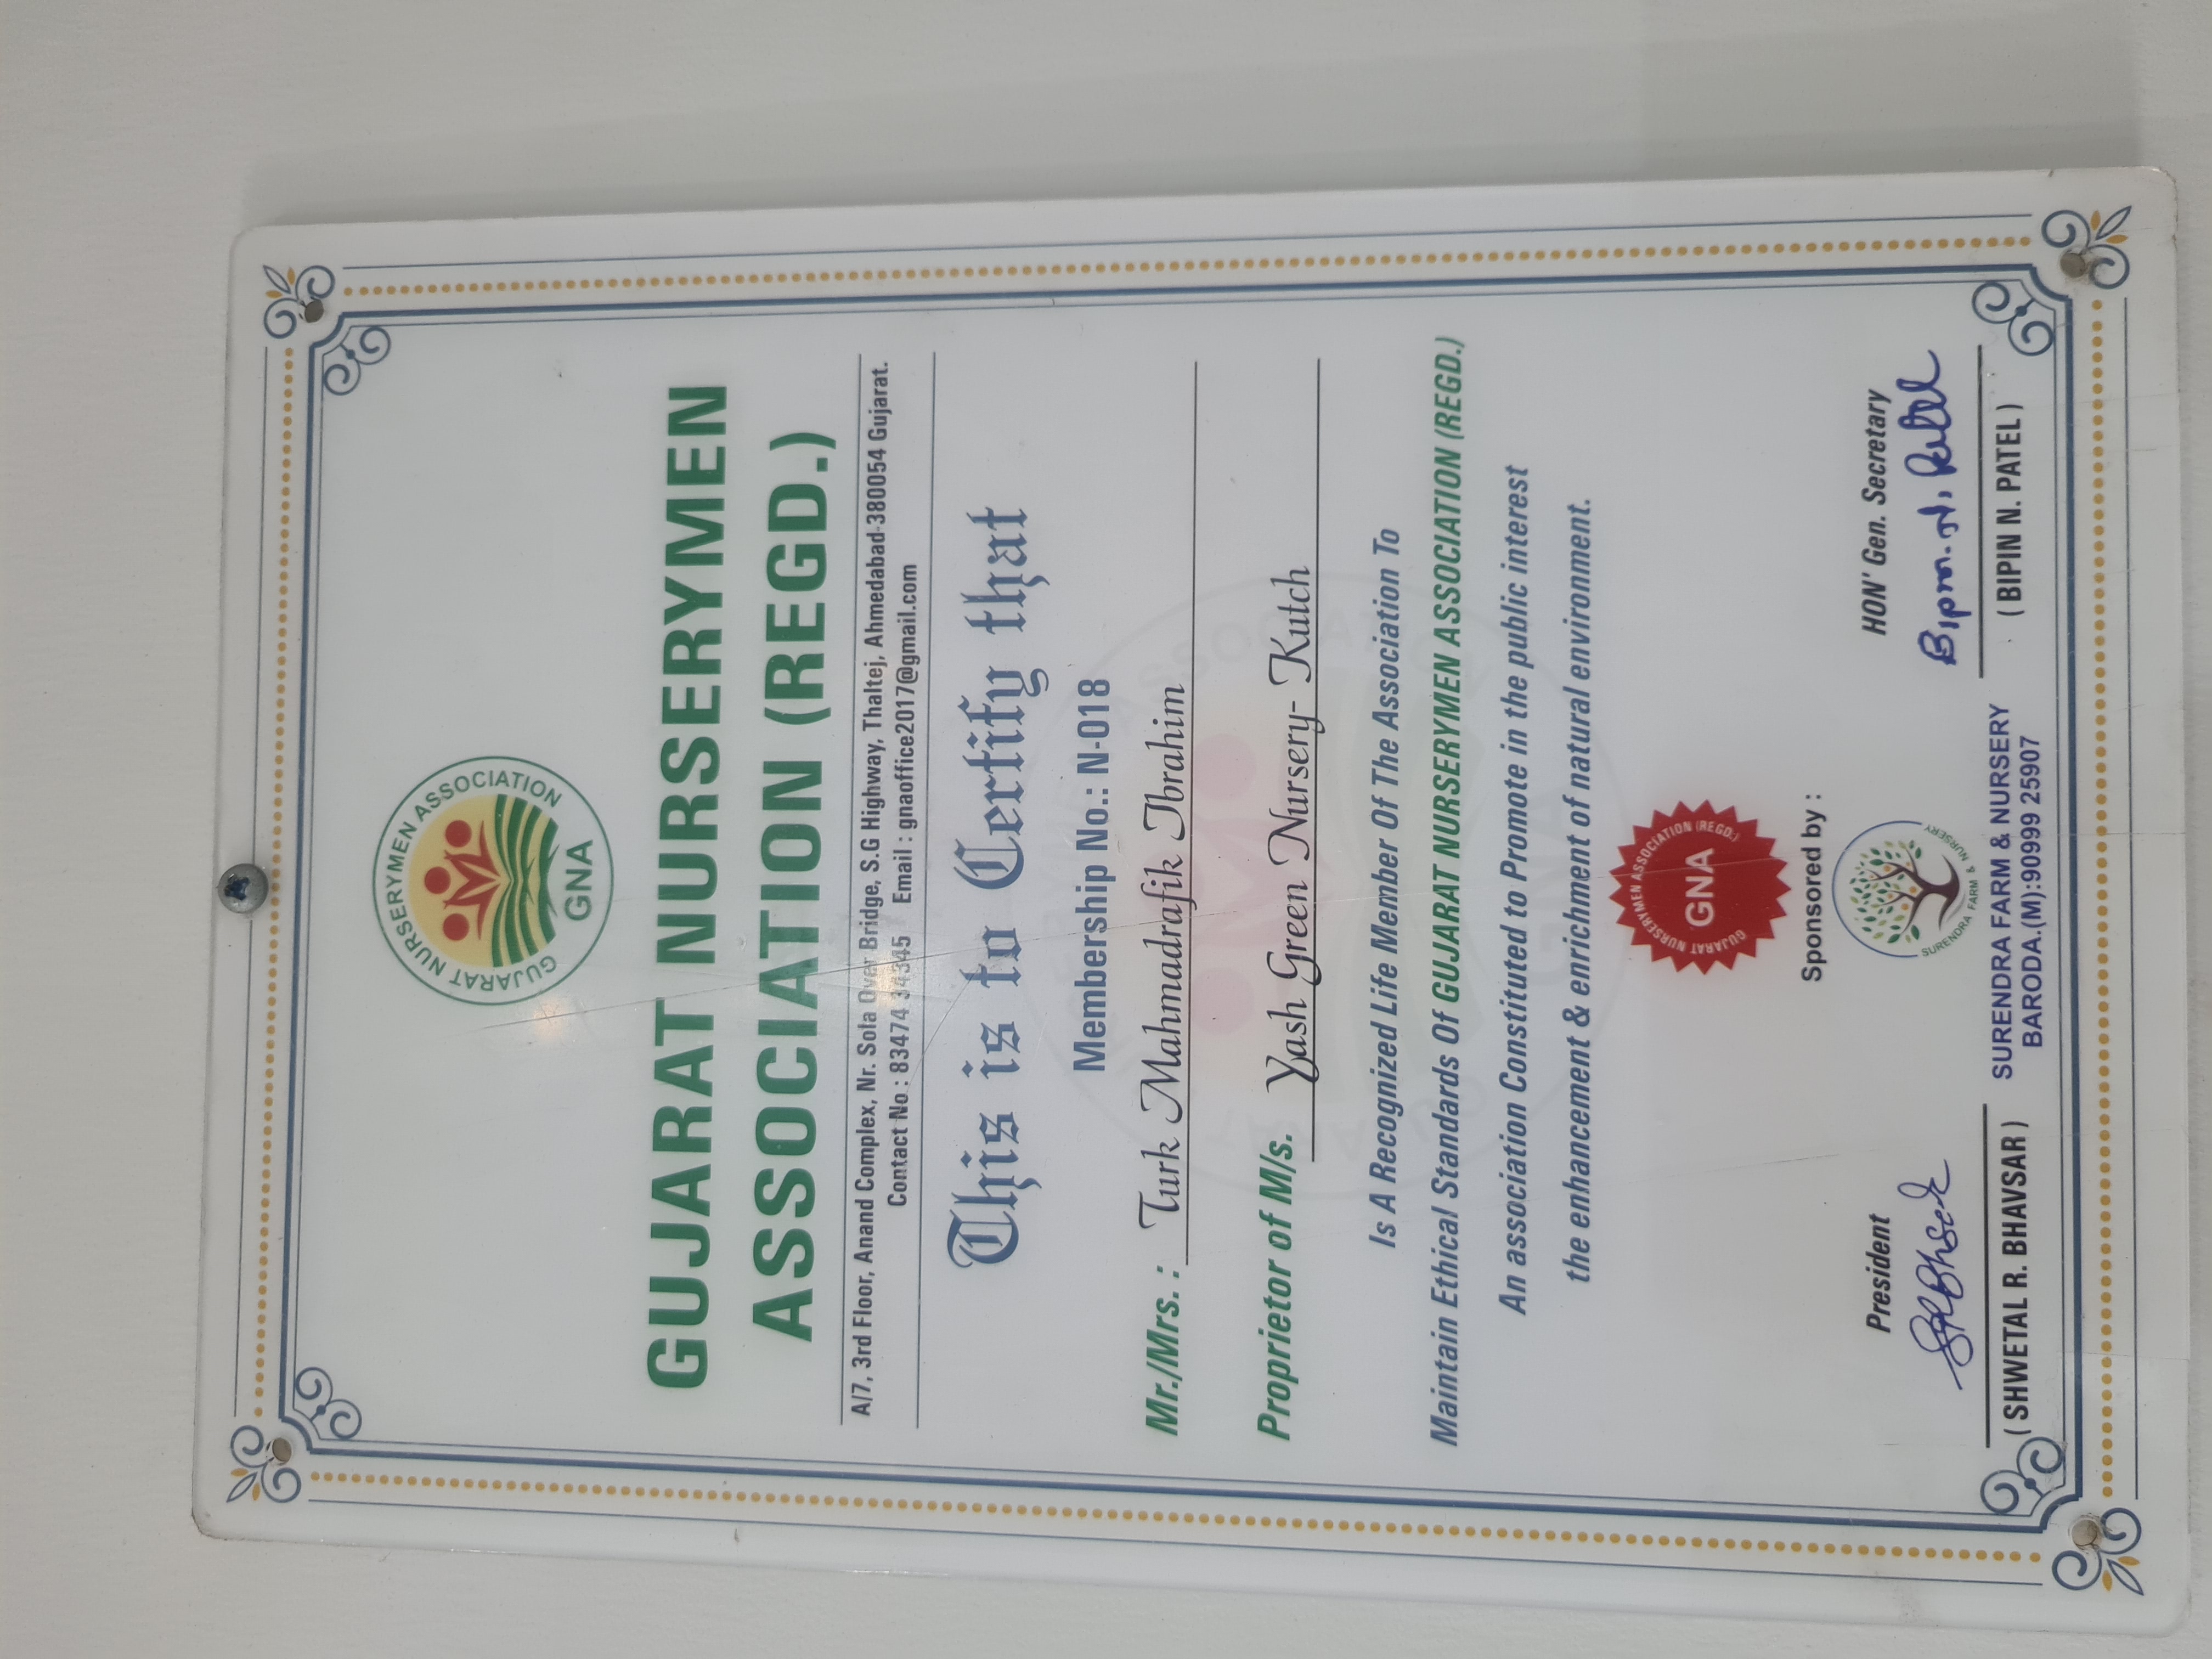 GUJARAT NURSERYMEN ASSOCIATION
GNA
GUJARAT NURSERYMEN
ASSOCIATION (REGD.)
A/7, 3rd Floor, Anand Complex, Nr. Sola Over Bridge, S.G Highway, Thaltej, Ahmedabad-380054 Gujarat.
Contact No.: 83474 34345 Email : gnaoffice2017@gmail.com
This is to Certify that
Membership No.: N-018
Mr./Mrs. : Turk Mahmadrafik Ibrahim
Proprietor of M/s. Yash Green Nursery- Kutch
Is A Recognized Life Member Of The Association To
Maintain Ethical Standards Of GUJARAT NURSERYMEN ASSOCIATION (REGD.)
An association Constituted to Promote in the public interest
the enhancement & enrichment of natural environment.
GUJARAT NURSERYMEN ASSOCIATION (REGD.)
GNA
Sponsored by :
SURENDRA FARM & NURSERY
SURENDRA FARM & NURSERY
BARODA.(M):90999 25907
President
( SHWETAL R. BHAVSAR )
HON' Gen. Secretary
Bipin. N. Patel
( BIPIN N. PATEL )